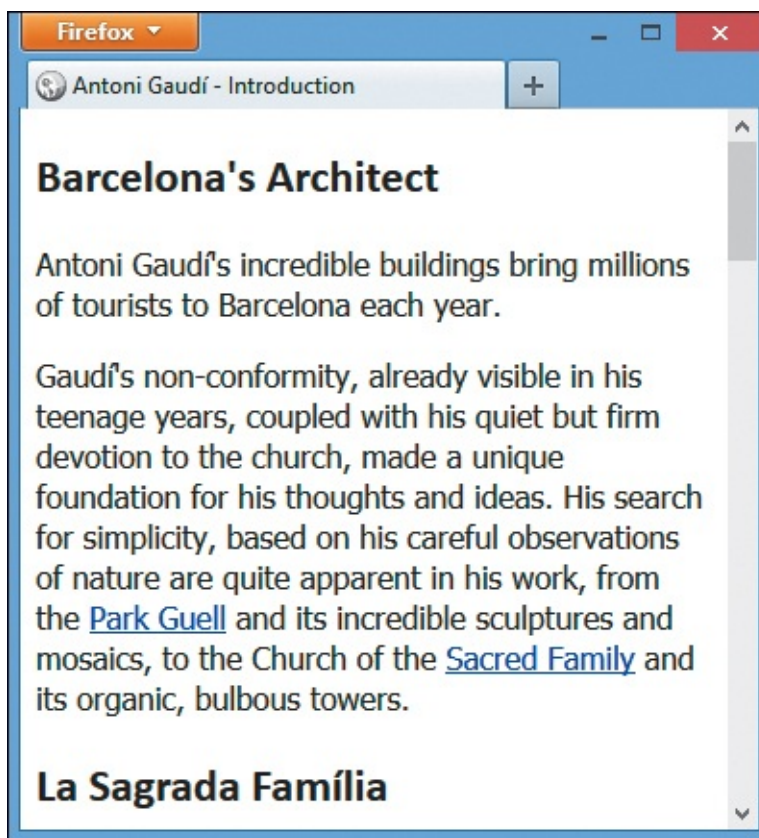 Firefox
Antoni Gaudí - Introduction
Barcelona's Architect
Antoni Gaudí's incredible buildings bring millions
of tourists to Barcelona each year.
Gaudí's non-conformity, already visible in his
teenage years, coupled with his quiet but firm
devotion to the church, made a unique
foundation for his thoughts and ideas. His search
for simplicity, based on his careful observations
of nature are quite apparent in his work, from
the Park Guell and its incredible sculptures and
mosaics, to the Church of the Sacred Family and
its organic, bulbous towers.
La Sagrada Família